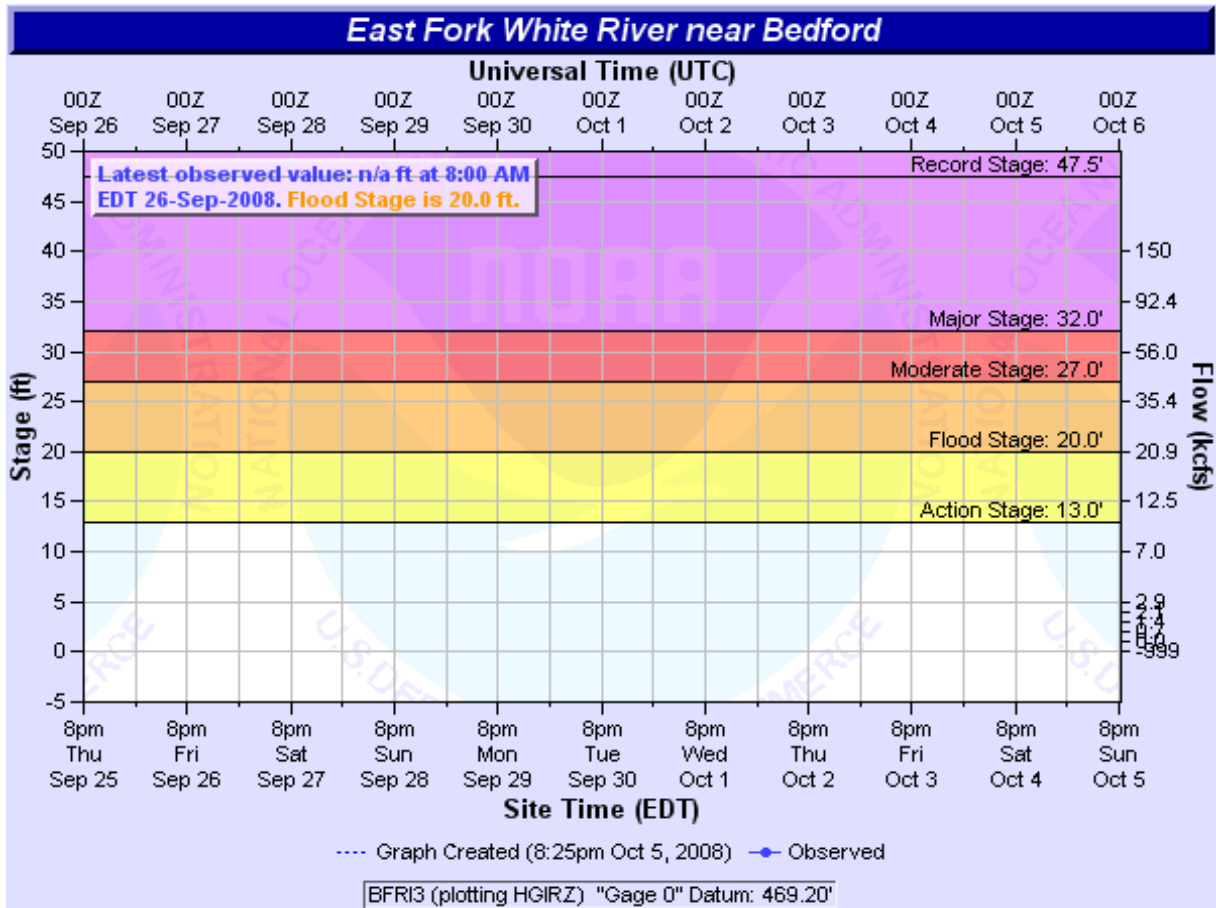 East Fork White River near Bedford
Universal Time (UTC)
00Z 00Z 00Z 00Z 00Z 00Z 00Z 00Z 00Z 00Z 00Z
Sep 26 Sep 27 Sep 28 Sep 29 Sep 30 Oct 1 Oct 2 Oct 3 Oct 4 Oct 5 Oct 6
Latest observed value: n/a ft at 8:00 AM
EDT 26-Sep-2008. Flood Stage is 20.0 ft.
Record Stage: 47.5'
Major Stage: 32.0'
Moderate Stage: 27.0'
Flood Stage: 20.0'
Action Stage: 13.0'
NOAA
Stage (ft)
50
45
40
35
30
25
20
15
10
5
0
-5
Flow (kcfs)
150
92.4
56.0
35.4
20.9
12.5
7.0
2.9
-999
8pm 8pm 8pm 8pm 8pm 8pm 8pm 8pm 8pm 8pm 8pm
Thu Fri Sat Sun Mon Tue Wed Thu Fri Sat Sun
Sep 25 Sep 26 Sep 27 Sep 28 Sep 29 Sep 30 Oct 1 Oct 2 Oct 3 Oct 4 Oct 5
Site Time (EDT)
Graph Created (8:25pm Oct 5, 2008) Observed
BFRI3 (plotting HGIRZ) "Gage 0" Datum: 469.20'